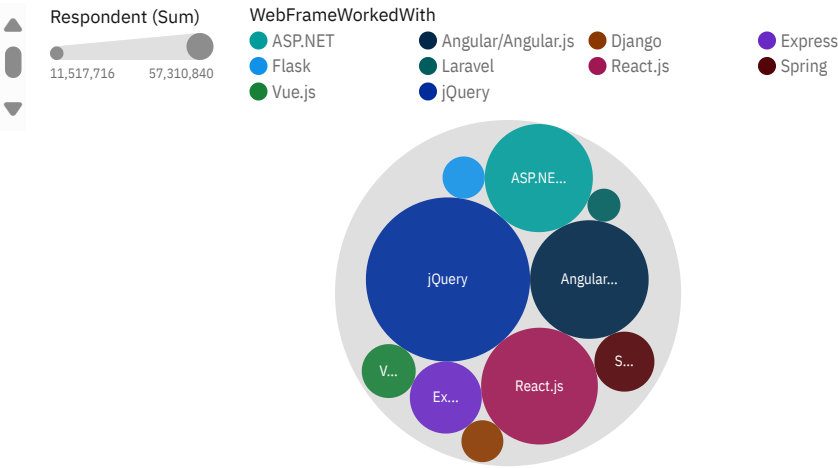 Respondent (Sum)
11,517,716 57,310,840
WebFrameWorkedWith
ASP.NET Angular/Angular.js Django Express
Flask Laravel React.js Spring
Vue.js jQuery
ASP.NE...
jQuery
Angular...
V...
Ex...
React.js
S...